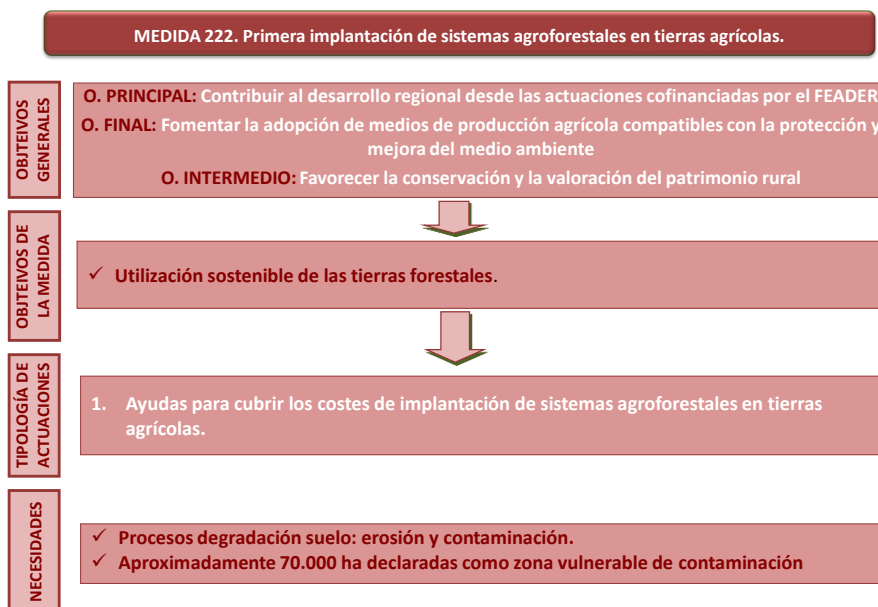 MEDIDA 222. Primera implantación de sistemas agroforestales en tierras agrícolas.
OBJTEIVOS
GENERALES
O. PRINCIPAL: Contribuir al desarrollo regional desde las actuaciones cofinanciadas por el FEADER
O. FINAL: Fomentar la adopción de medios de producción agrícola compatibles con la protección y
mejora del medio ambiente
O. INTERMEDIO: Favorecer la conservación y la valoración del patrimonio rural
OBJTEIVOS DE
LA MEDIDA
✓ Utilización sostenible de las tierras forestales.
TIPOLOGÍA DE
ACTUACIONES
1. Ayudas para cubrir los costes de implantación de sistemas agroforestales en tierras
agrícolas.
NECESIDADES
✓ Procesos degradación suelo: erosión y contaminación.
✓ Aproximadamente 70.000 ha declaradas como zona vulnerable de contaminación